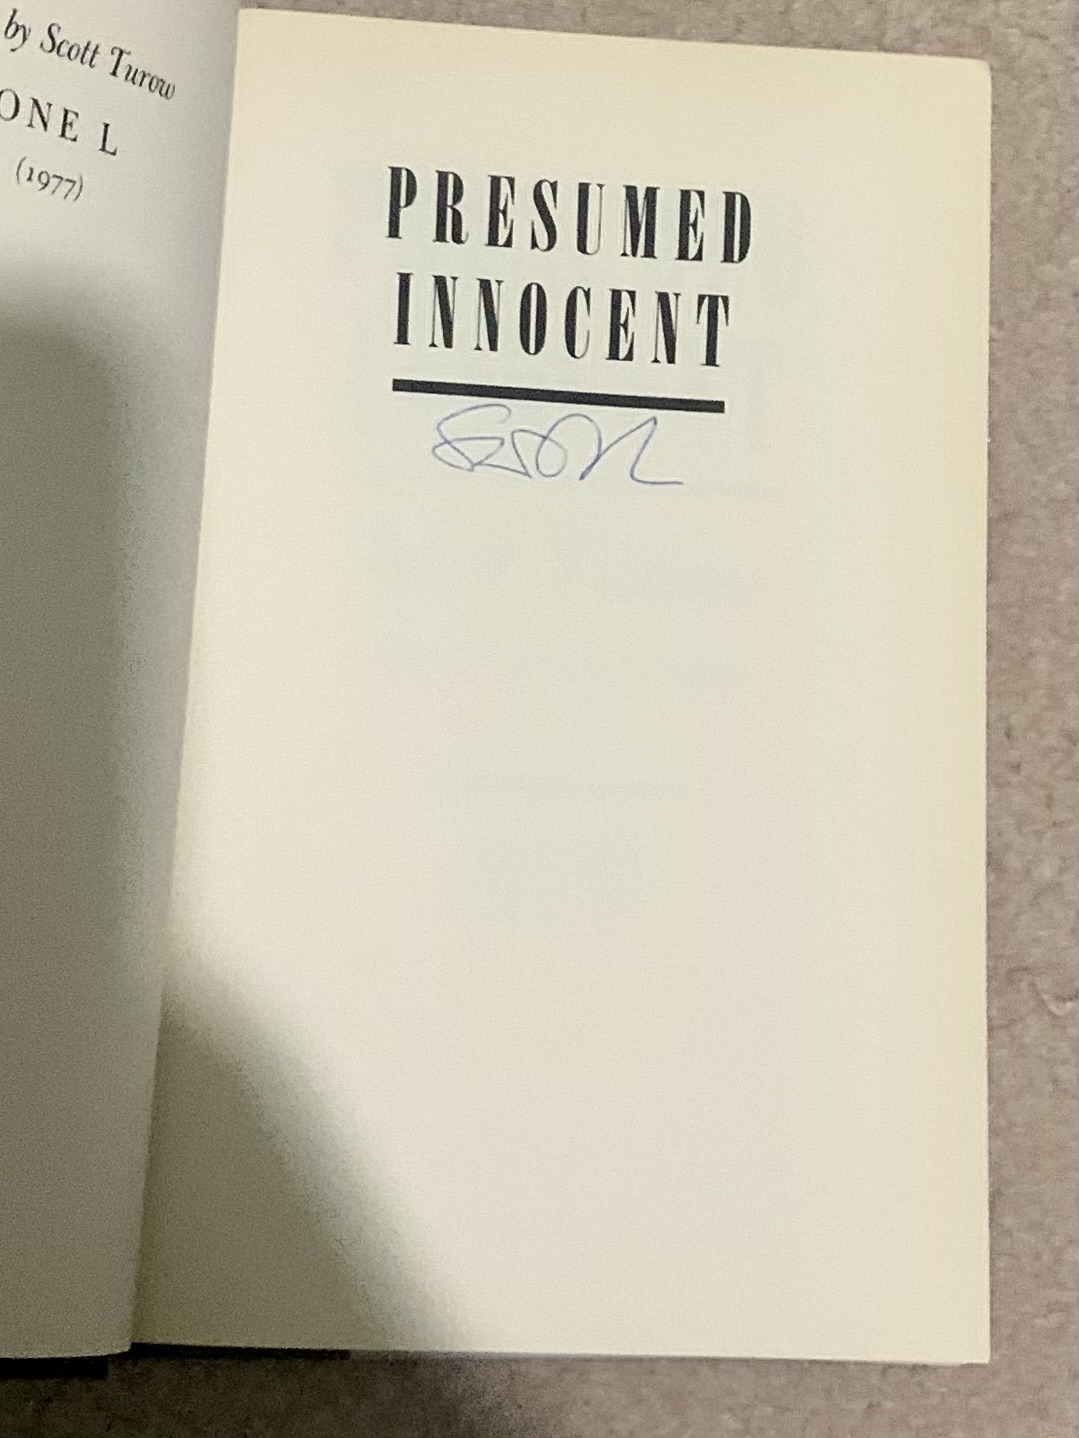 by Scott Turow
ONE L
(1977)
PRESUMED
INNOCENT